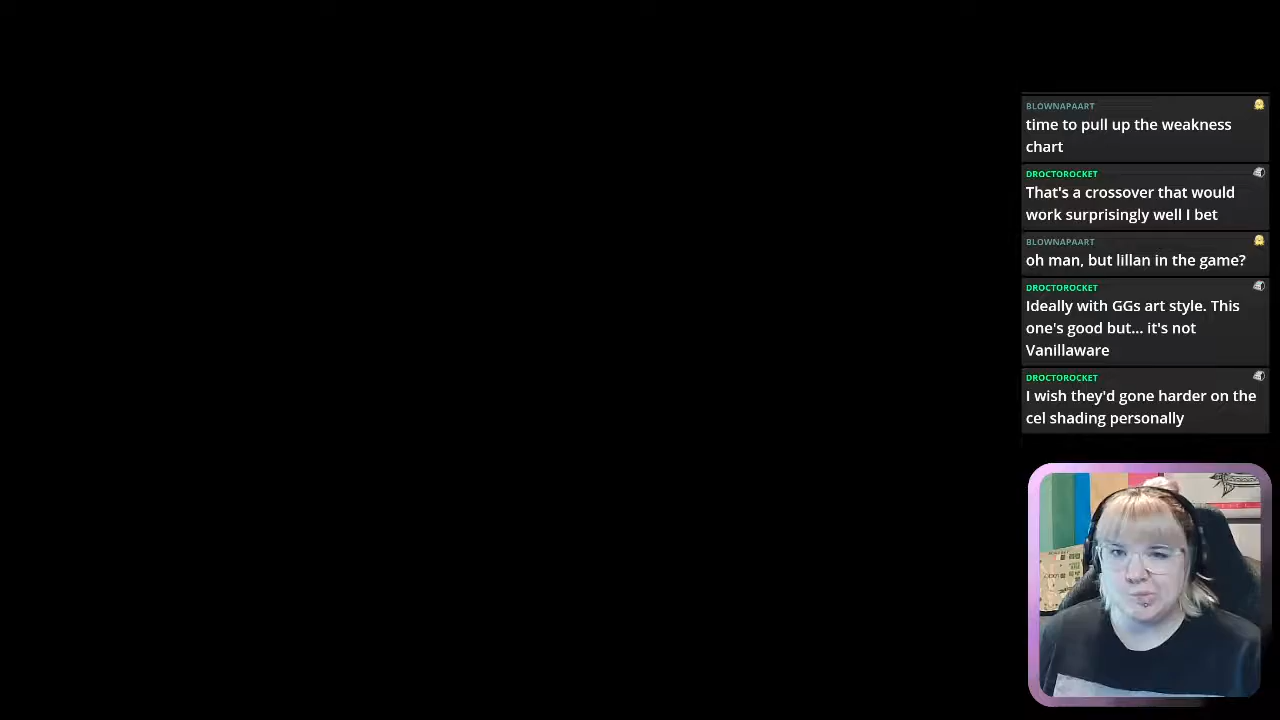 BLOWNAPAART
time to pull up the weakness
chart
DROCTOROCKET
That's a crossover that would
work surprisingly well I bet
BLOWNAPAART
oh man, but lillan in the game?
DROCTOROCKET
Ideally with GGs art style. This
one's good but... it's not
Vanillaware
DROCTOROCKET
I wish they'd gone harder on the
cel shading personally